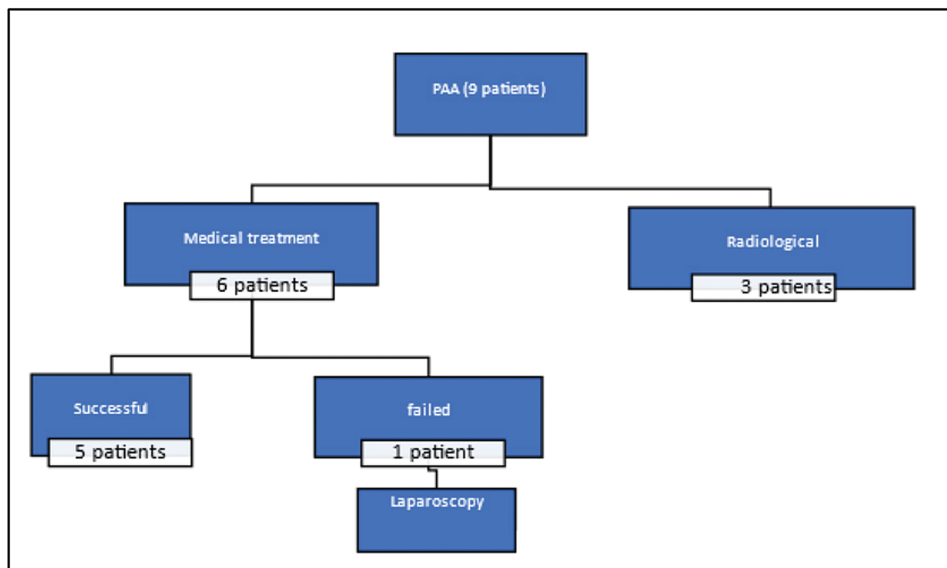 PAA (9 patients)
Medical treatment
6 patients
Radiological
3 patients
Successful
5 patients
failed
1 patient
Laparoscopy